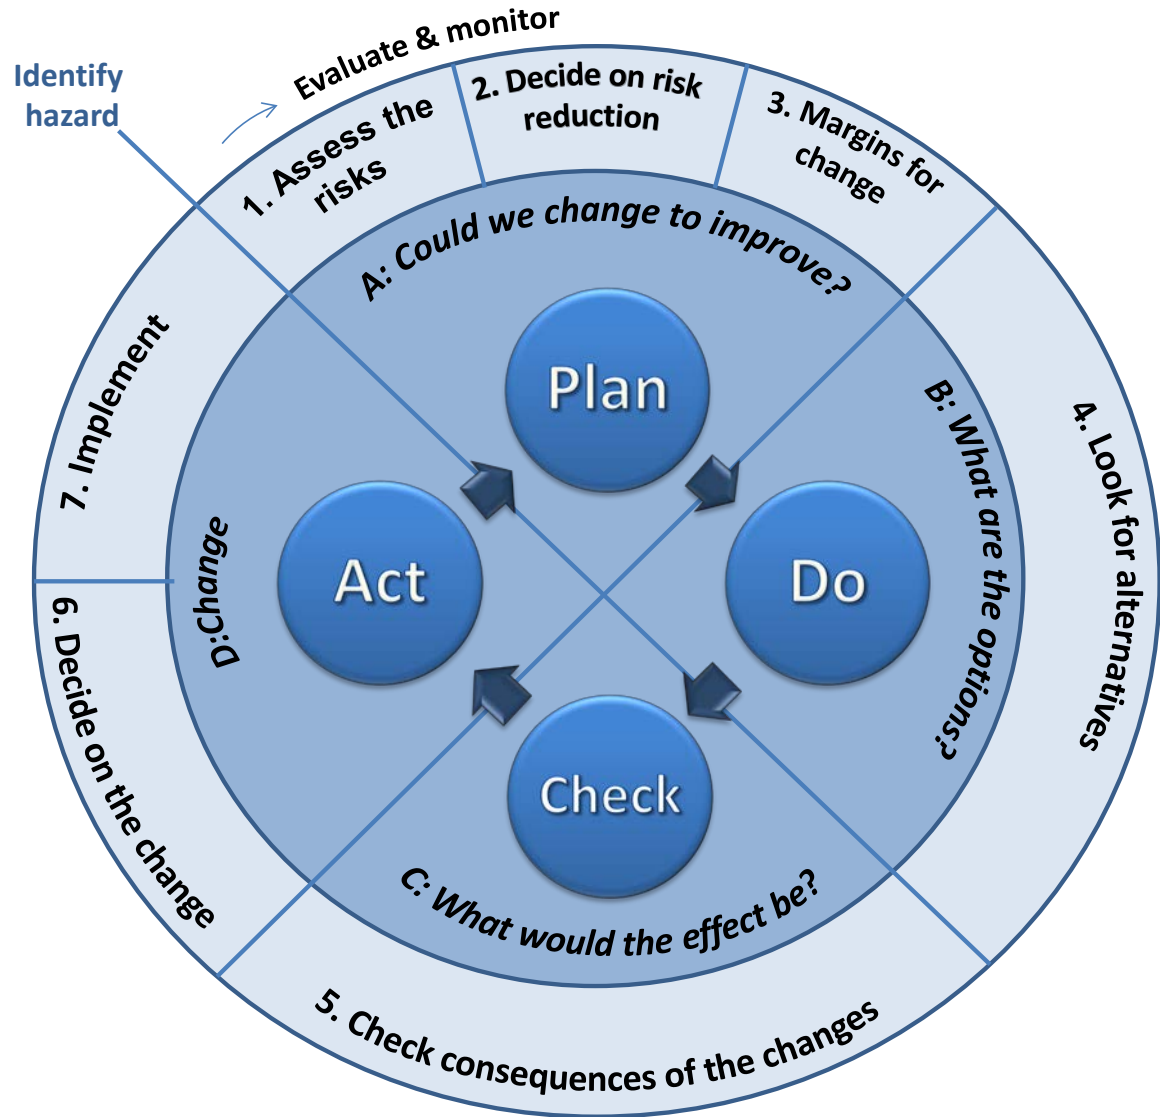 Identify
hazard
Evaluate & monitor
1. Assess the
risks
2. Decide on risk
reduction
3. Margins for
change
4. Look for alternatives
5. Check consequences of the changes
6. Decide on the change
7. Implement
A: Could we change to improve?
B: What are the options?
C: What would the effect be?
D:Change
Plan
Do
Check
Act